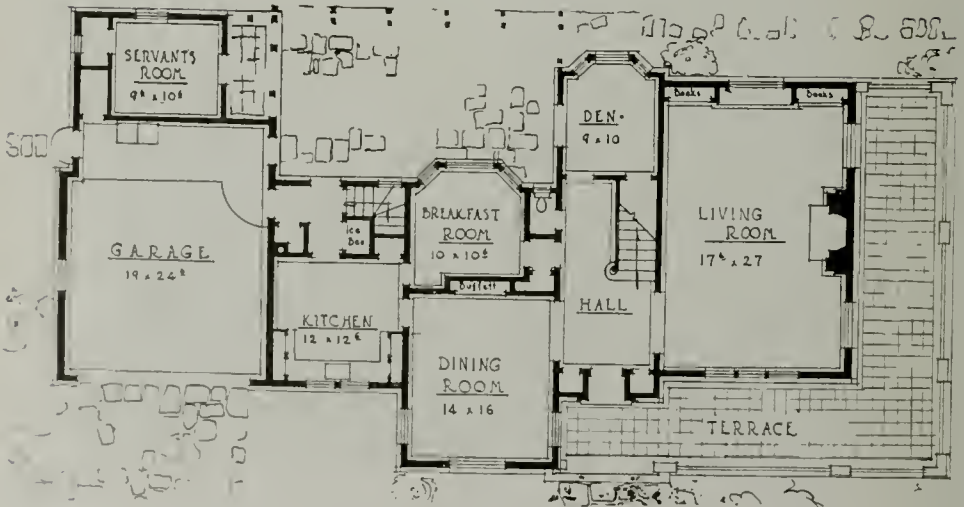 SERVANTS
ROOM
9⁶ x 10⁶
GARAGE
19 x 24⁶
Ice
Box
KITCHEN
12 x 12⁶
BREAKFAST
ROOM
10 x 10⁶
Buffett
DINING
ROOM
14 x 16
DEN.
9 x 10
HALL
Books
Books
LIVING
ROOM
17⁶ x 27
TERRACE